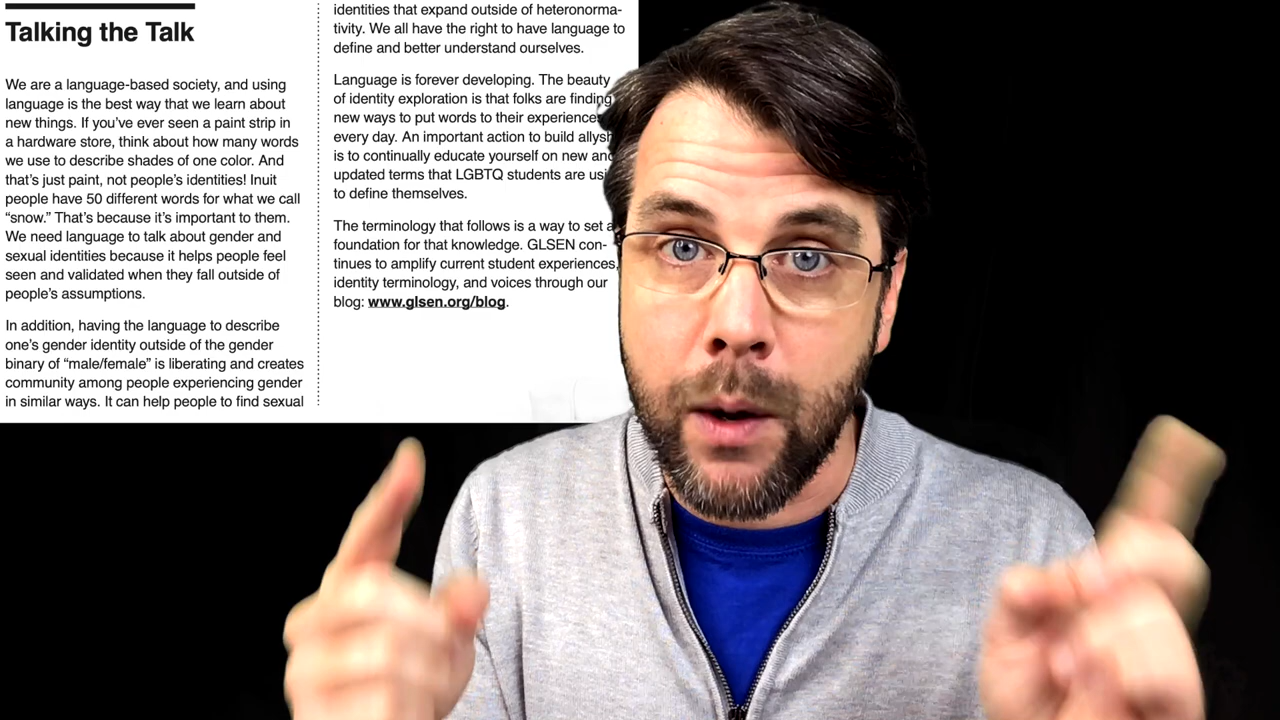 Talking the Talk
We are a language-based society, and using
language is the best way that we learn about
new things. If you’ve ever seen a paint strip in
a hardware store, think about how many words
we use to describe shades of one color. And
that’s just paint, not people’s identities! Inuit
people have 50 different words for what we call
“snow.” That’s because it’s important to them.
We need language to talk about gender and
sexual identities because it helps people feel
seen and validated when they fall outside of
people’s assumptions.
In addition, having the language to describe
one’s gender identity outside of the gender
binary of “male/female” is liberating and creates
community among people experiencing gender
in similar ways. It can help people to find sexual
identities that expand outside of heteronorma-
tivity. We all have the right to have language to
define and better understand ourselves.
Language is forever developing. The beauty
of identity exploration is that folks are finding
new ways to put words to their experiences
every day. An important action to build
is to continually educate yourself on new and
updated terms that LGBTQ students are
to define themselves.
The terminology that follows is a way to set a
foundation for that knowledge. GLSEN con-
tinues to amplify current student experiences,
identity terminology, and voices through our
blog: www.glsen.org/blog.